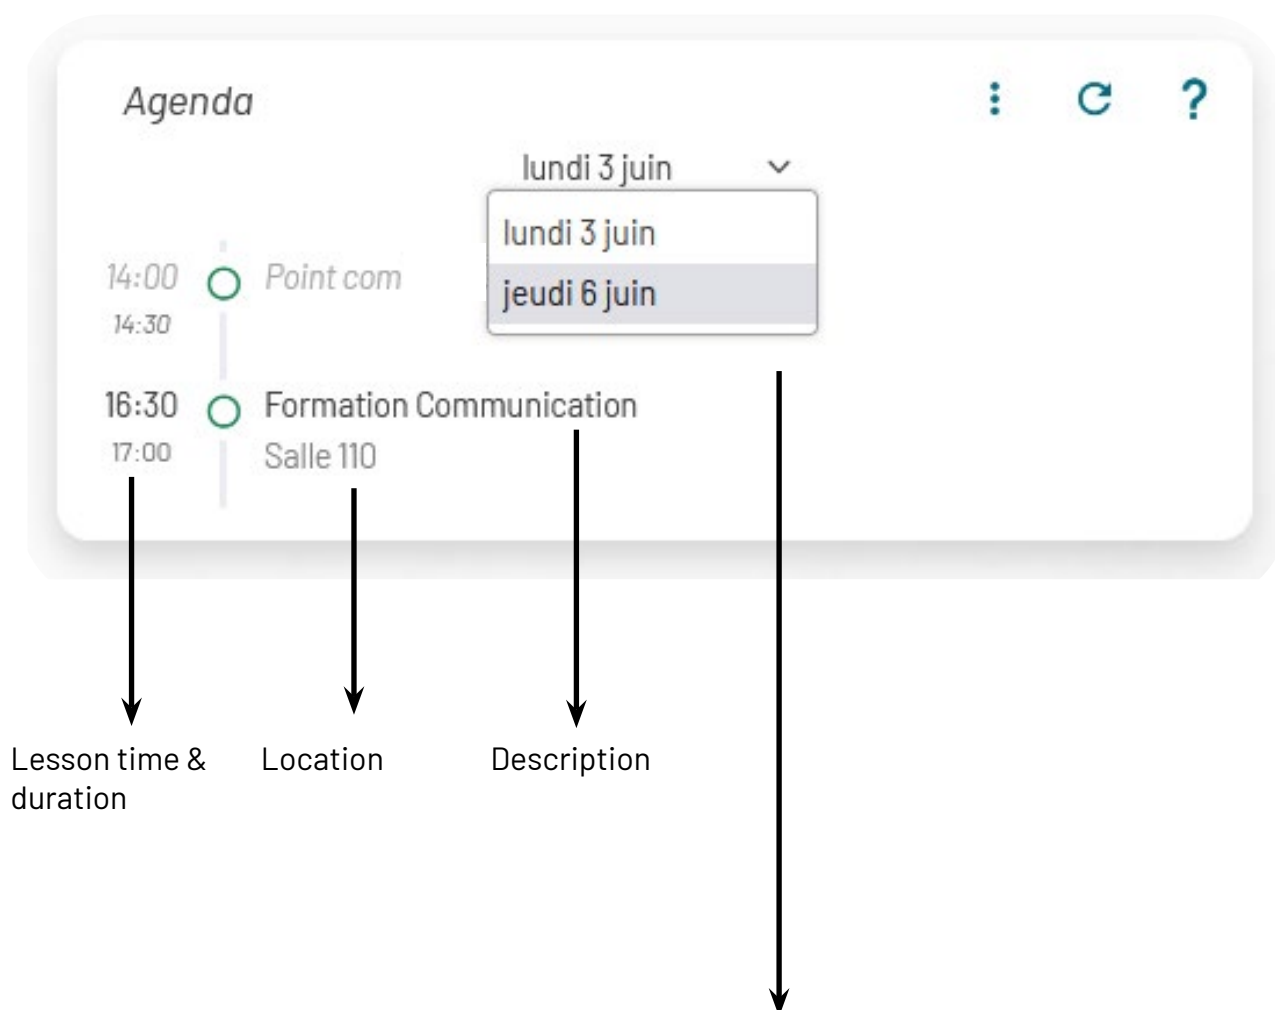 Agenda
?
lundi 3 juin
lundi 3 juin
jeudi 6 juin
14:00 Point com
14:30
16:30 Formation Communication
17:00 Salle 110
Lesson time & duration
Location
Description